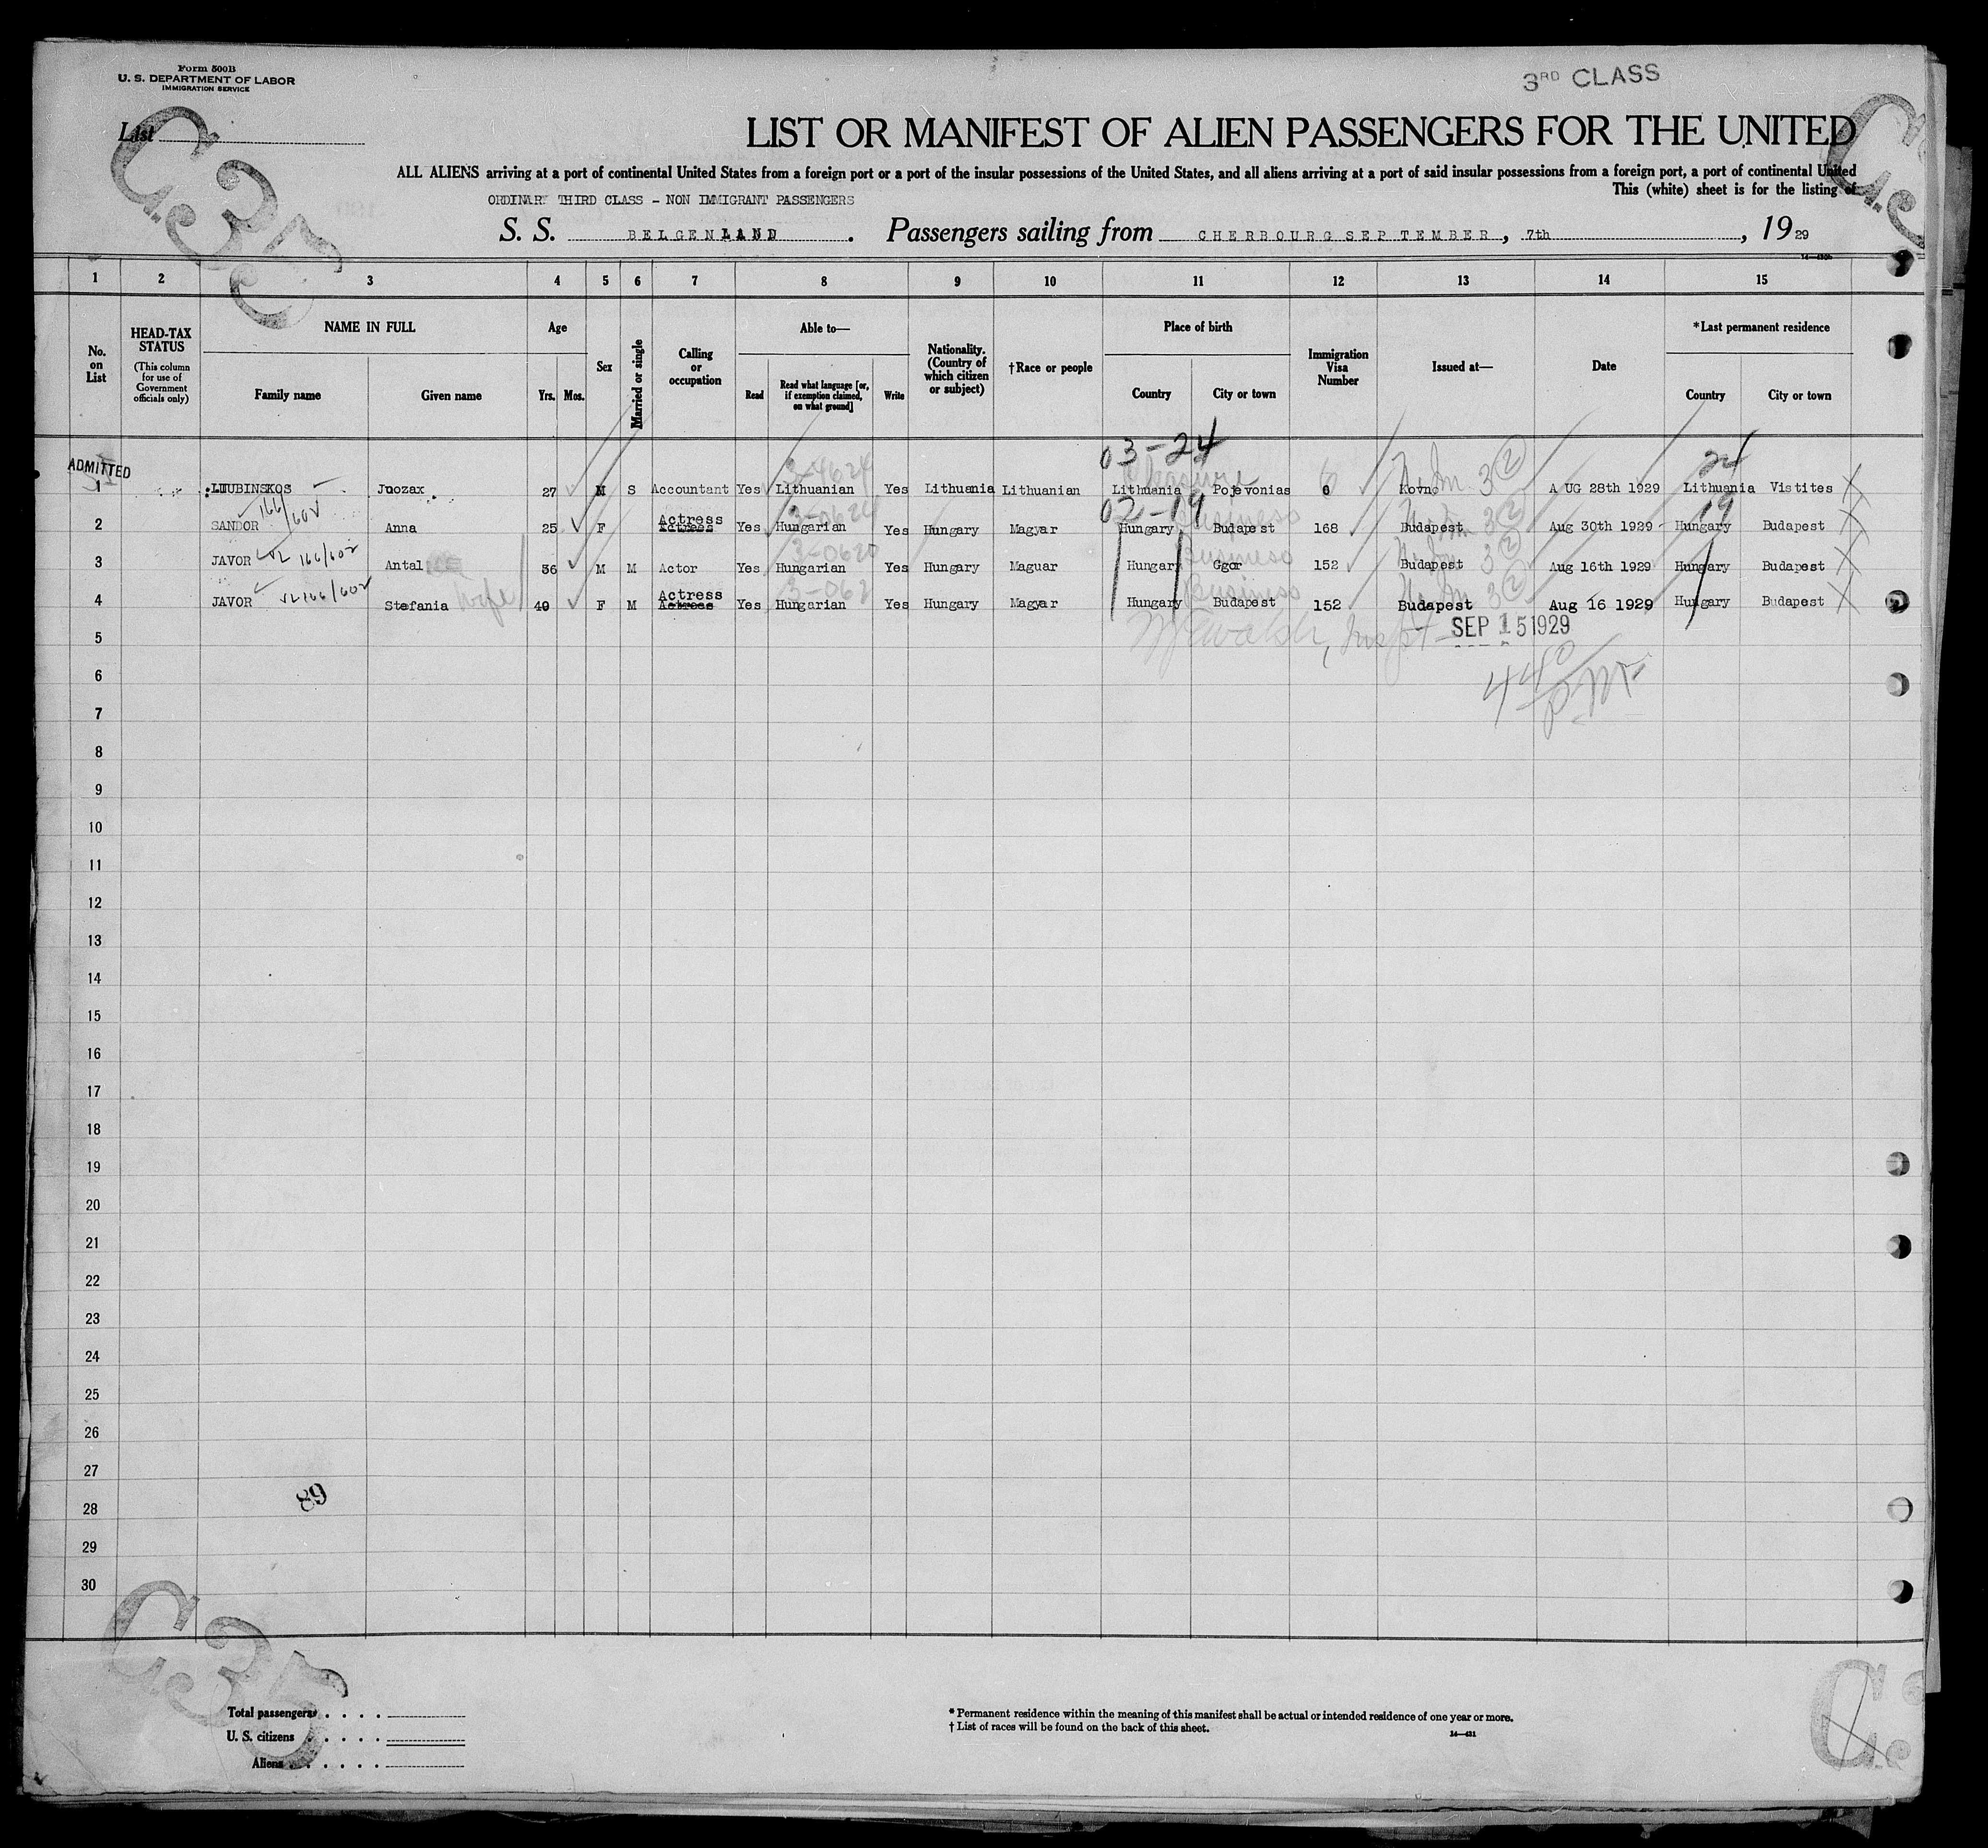 Form 500B
U. S. DEPARTMENT OF LABOR
IMMIGRATION SERVICE
3RD CLASS
List
LIST OR MANIFEST OF ALIEN PASSENGERS FOR THE UNITED
ALL ALIENS arriving at a port of continental United States from a foreign port or a port of the insular possessions of the United States, and all aliens arriving at a port of said insular possessions from a foreign port, a port of continental United
This (white) sheet is for the listing of
ORDINARY THIRD CLASS - NON IMMIGRANT PASSENGERS
S. S. BELGENLAND. Passengers sailing from CHERBOURG SEPTEMBER, 7th, 1929
1 2 3 4 5 6 7 8 9 10 11 12 13 14 15
No. on List
HEAD-TAX STATUS
(This column for use of Government officials only)
NAME IN FULL
Family name Given name
Age
Yrs. Mos.
Sex
Married or single
Calling or occupation
Able to—
Read
Read what language [or, if exemption claimed, on what ground]
Write
Nationality. (Country of which citizen or subject)
†Race or people
Place of birth
Country City or town
Immigration Visa Number
Issued at—
Date
*Last permanent residence
Country City or town
03-24 24
ADMITTED
1 Juozax 27 M S Accountant Yes Lithuanian Yes Lithuania Lithuanian Lithuania Pojevonias 6 Kovno AUG 28th 1929 Lithuania Vistites
166/602 02-19 19
2 SANDOR Anna 25 F Actress Yes Hungarian Yes Hungary Magyar Hungary Budapest 168 Budapest Aug 30th 1929 Hungary Budapest
3 JAVOR 166/602 Antal 36 M M Actor Yes Hungarian Yes Hungary Maguar Hungary Ggor 152 Budapest Aug 16th 1929 Hungary Budapest
4 JAVOR 166/602 Stefania wife 40 F M Actress Yes Hungarian Yes Hungary Magyar Hungary Budapest 152 Budapest Aug 16 1929 Hungary Budapest
5 SEP 15 1929
6 440 PM
7
8
9
10
11
12
13
14
15
16
17
18
19
20
21
22
23
24
25
26
27
28 89
29
30
C35
Total passengers
U. S. citizens
Aliens
* Permanent residence within the meaning of this manifest shall be actual or intended residence of one year or more.
† List of races will be found on the back of this sheet.
14—431